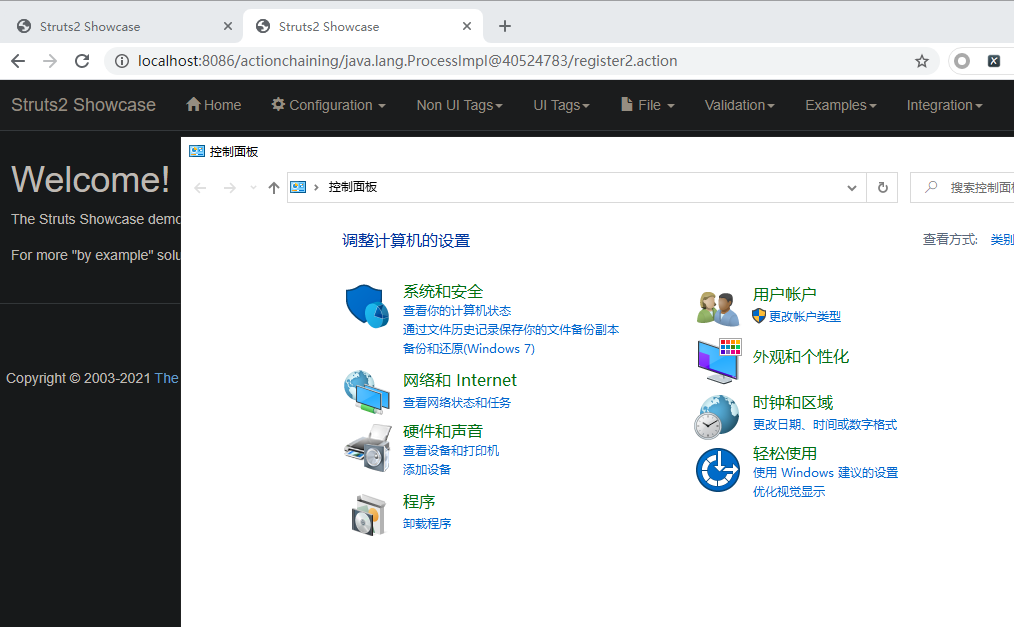 Struts2 Showcase
Struts2 Showcase
localhost:8086/actionchaining/java.lang.ProcessImpl@40524783/register2.action
Struts2 Showcase Home Configuration Non UI Tags UI Tags File Validation Examples Integration
Welcome!
The Struts Showcase demo
For more "by example" solu
Copyright © 2003-2021 The
控制面板
控制面板
搜索控制面
调整计算机的设置
查看方式: 类别
系统和安全
查看你的计算机状态
通过文件历史记录保存你的文件备份副本
备份和还原(Windows 7)
网络和 Internet
查看网络状态和任务
硬件和声音
查看设备和打印机
添加设备
程序
卸载程序
用户帐户
更改帐户类型
外观和个性化
时钟和区域
更改日期、时间或数字格式
轻松使用
使用 Windows 建议的设置
优化视觉显示